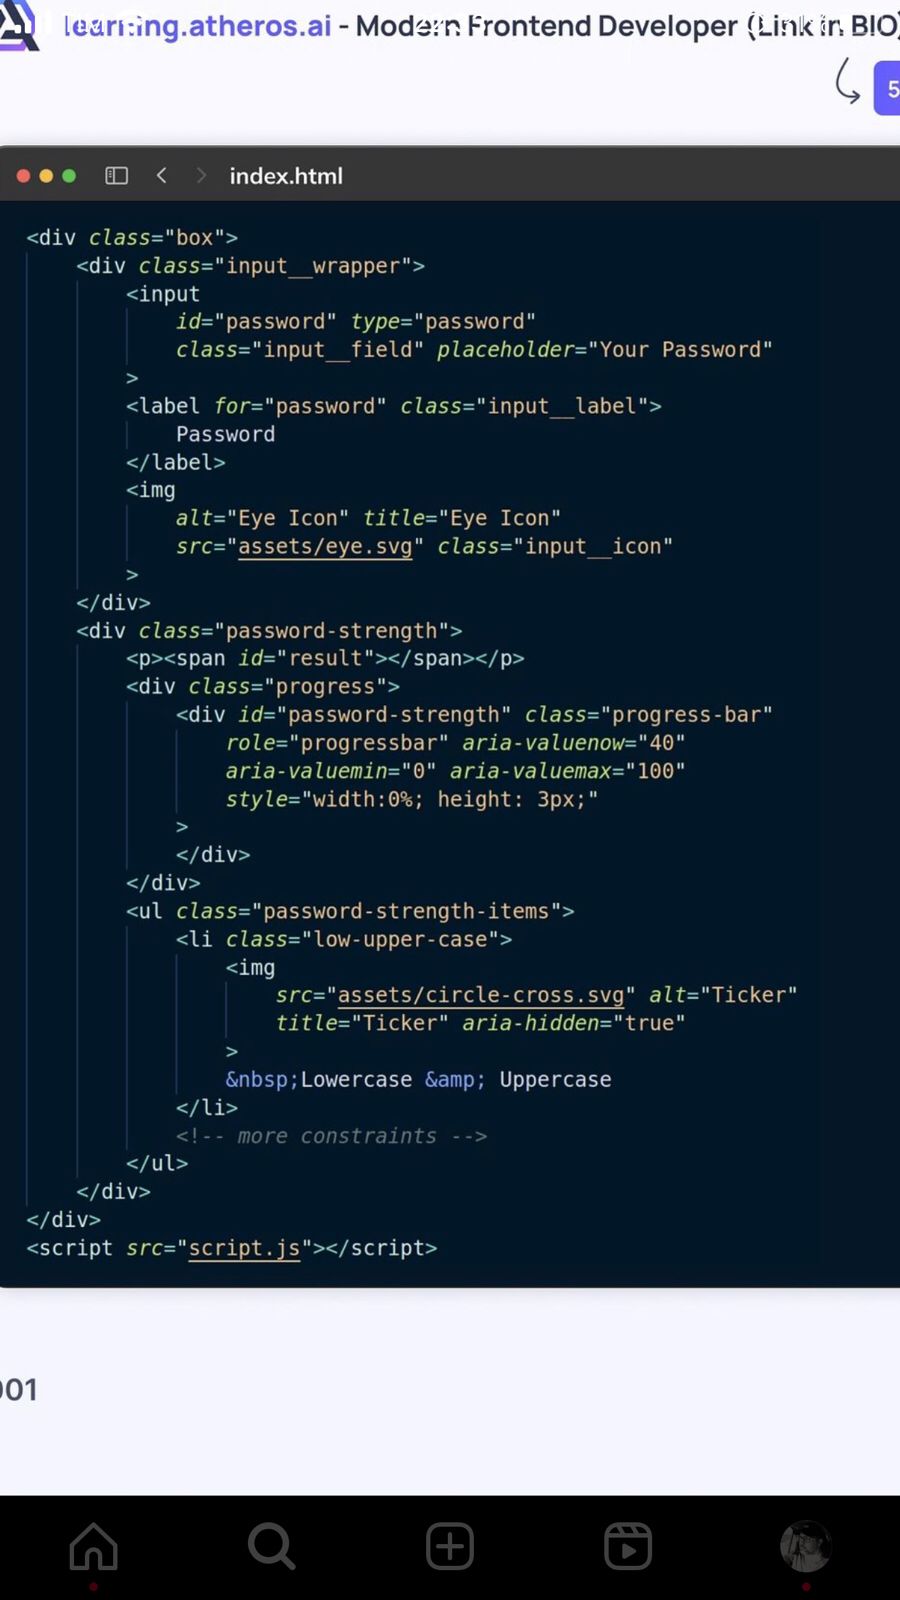 learning.atheros.ai - Modern Frontend Developer (Link in BIO)
5
index.html
<div class="box">
<div class="input__wrapper">
<input
id="password" type="password"
class="input__field" placeholder="Your Password"
>
<label for="password" class="input__label">
Password
</label>
<img
alt="Eye Icon" title="Eye Icon"
src="assets/eye.svg" class="input__icon"
>
</div>
<div class="password-strength">
<p><span id="result"></span></p>
<div class="progress">
<div id="password-strength" class="progress-bar"
role="progressbar" aria-valuenow="40"
aria-valuemin="0" aria-valuemax="100"
style="width:0%; height: 3px;"
>
</div>
</div>
<ul class="password-strength-items">
<li class="low-upper-case">
<img
src="assets/circle-cross.svg" alt="Ticker"
title="Ticker" aria-hidden="true"
>
&nbsp;Lowercase &amp; Uppercase
</li>
<!-- more constraints -->
</ul>
</div>
</div>
<script src="script.js"></script>
001